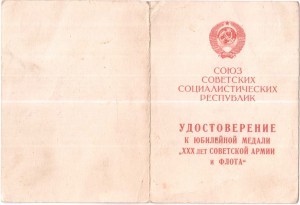 СОЮЗ
СОВЕТСКИХ
СОЦИАЛИСТИЧЕСКИХ
РЕСПУБЛИК
УДОСТОВЕРЕНИЕ
К ЮБИЛЕЙНОЙ МЕДАЛИ
„XXX ЛЕТ СОВЕТСКОЙ АРМИИ
и ФЛОТА“